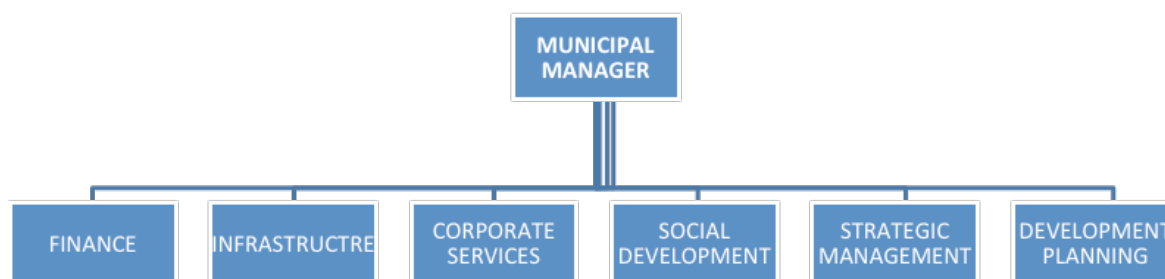 MUNICIPAL
MANAGER
FINANCE
INFRASTRUCTRE
CORPORATE
SERVICES
SOCIAL
DEVELOPMENT
STRATEGIC
MANAGEMENT
DEVELOPMENT
PLANNING